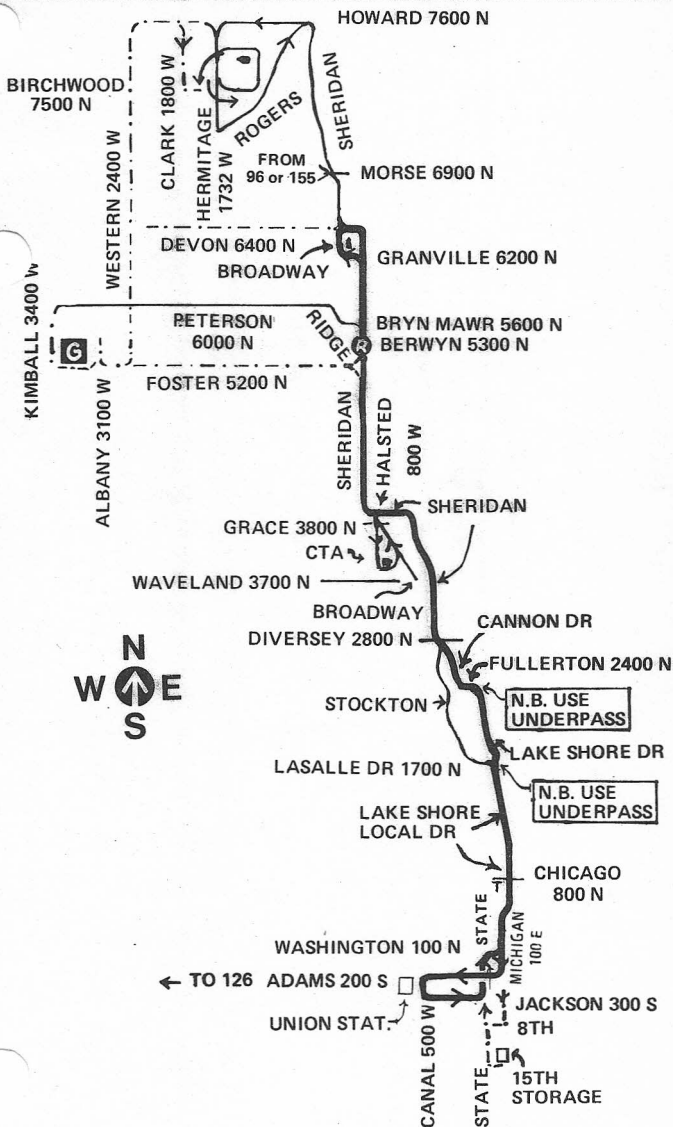 HOWARD 7600 N
BIRCHWOOD
7500 N
WESTERN 2400 W
CLARK 1800 W
HERMITAGE
1732 W
ROGERS
SHERIDAN
FROM
96 or 155
MORSE 6900 N
DEVON 6400 N
BROADWAY
GRANVILLE 6200 N
KIMBALL 3400 W
PETERSON
6000 N
RIDGE
BRYN MAWR 5600 N
G
R
BERWYN 5300 N
FOSTER 5200 N
ALBANY 3100 W
SHERIDAN
HALSTED
800 W
SHERIDAN
GRACE 3800 N
CTA
WAVELAND 3700 N
BROADWAY
DIVERSEY 2800 N
CANNON DR
FULLERTON 2400 N
N
W E
S
STOCKTON
N.B. USE
UNDERPASS
LAKE SHORE DR
LASALLE DR 1700 N
N.B. USE
UNDERPASS
LAKE SHORE
LOCAL DR
CHICAGO
800 N
STATE
MICHIGAN
100 E
WASHINGTON 100 N
TO 126 ADAMS 200 S
UNION STAT.
CANAL 500 W
JACKSON 300 S
8TH
STATE
15TH
STORAGE